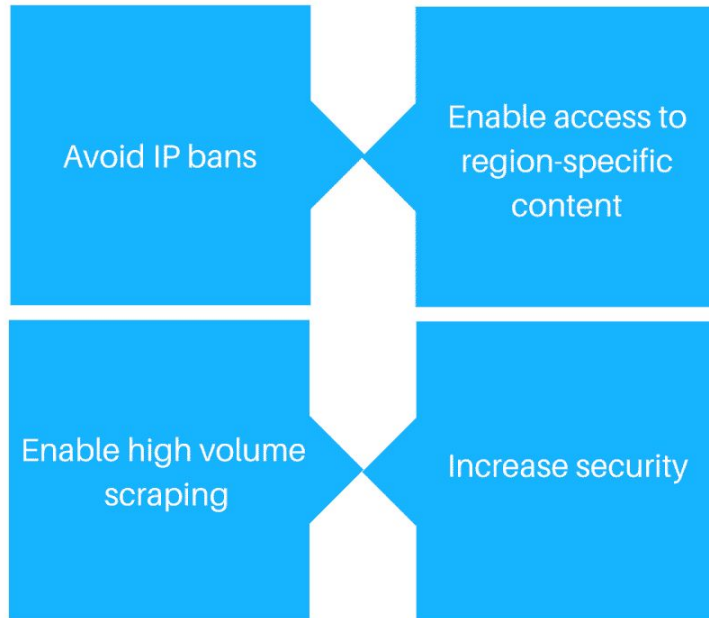 Avoid IP bans
Enable access to
region-specific
content
Enable high volume
scraping
Increase security